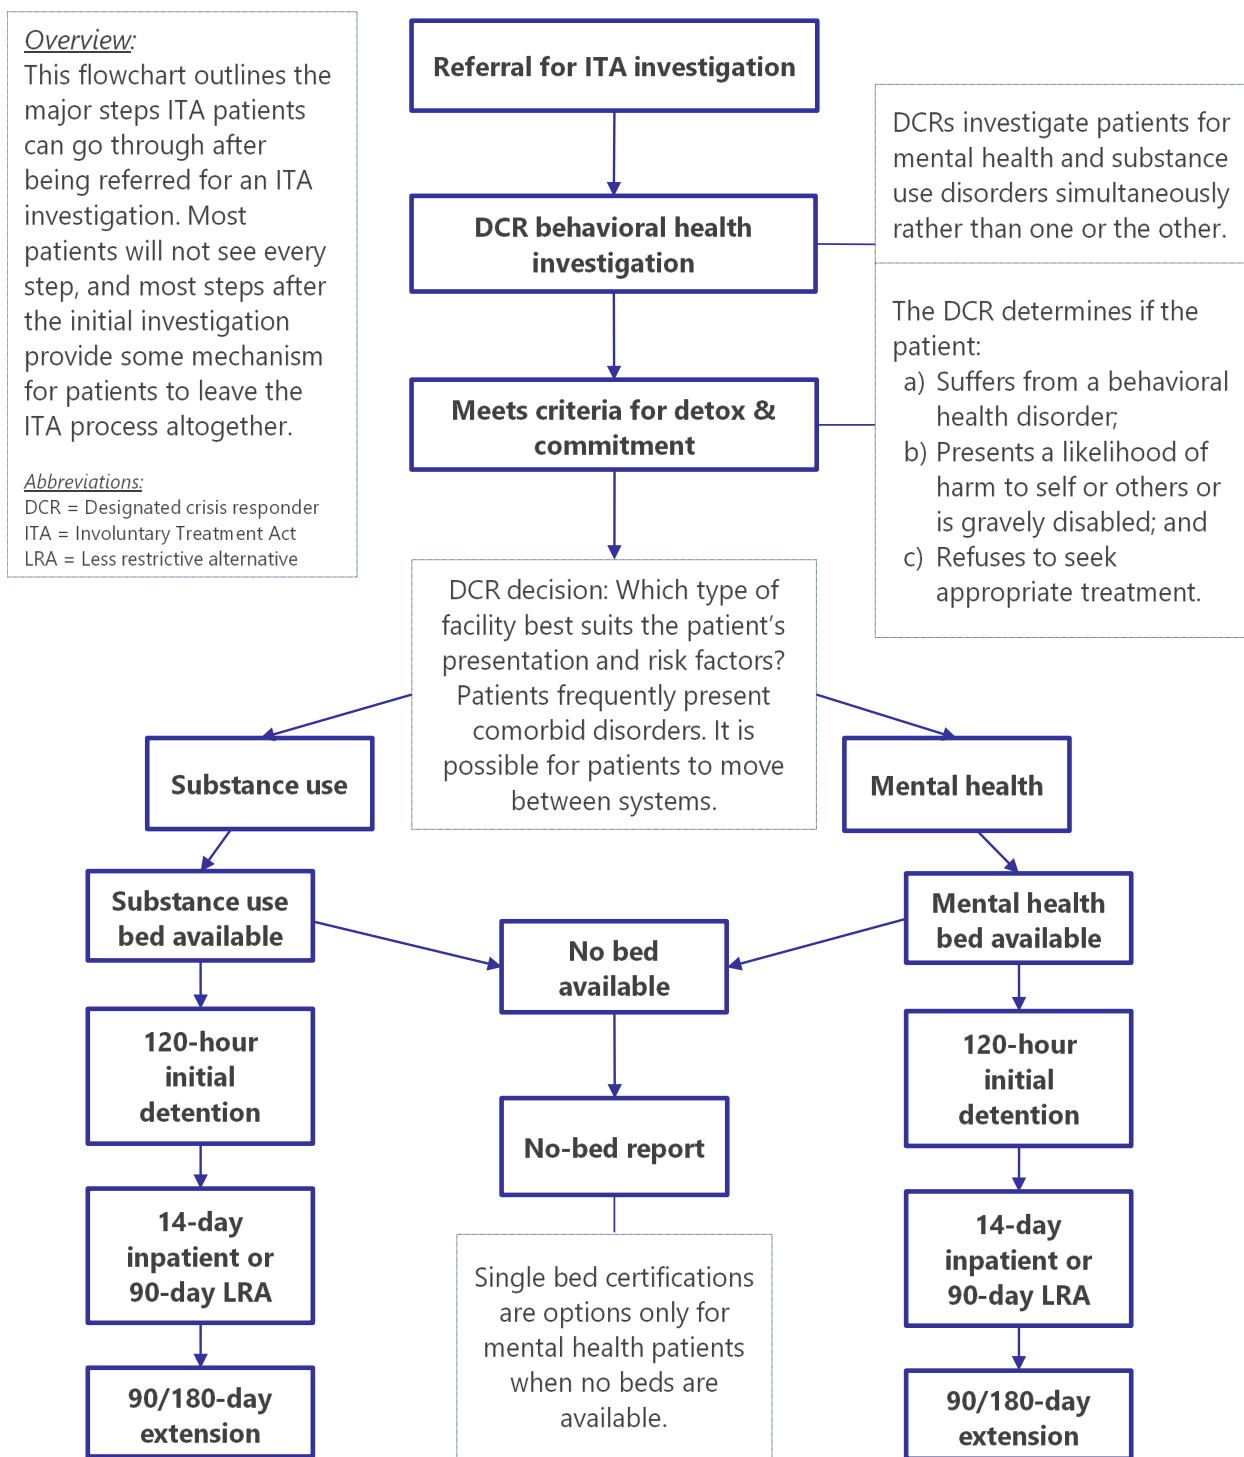 Overview:
This flowchart outlines the
major steps ITA patients
can go through after
being referred for an ITA
investigation. Most
patients will not see every
step, and most steps after
the initial investigation
provide some mechanism
for patients to leave the
ITA process altogether.
Abbreviations:
DCR = Designated crisis responder
ITA = Involuntary Treatment Act
LRA = Less restrictive alternative
Referral for ITA investigation
DCR behavioral health
investigation
DCRs investigate patients for
mental health and substance
use disorders simultaneously
rather than one or the other.
Meets criteria for detox &
commitment
The DCR determines if the
patient:
a) Suffers from a behavioral
health disorder;
b) Presents a likelihood of
harm to self or others or
is gravely disabled; and
c) Refuses to seek
appropriate treatment.
DCR decision: Which type of
facility best suits the patient’s
presentation and risk factors?
Patients frequently present
comorbid disorders. It is
possible for patients to move
between systems.
Substance use
Mental health
Substance use
bed available
No bed
available
Mental health
bed available
120-hour
initial
detention
No-bed report
120-hour
initial
detention
14-day
inpatient or
90-day LRA
Single bed certifications
are options only for
mental health patients
when no beds are
available.
14-day
inpatient or
90-day LRA
90/180-day
extension
90/180-day
extension